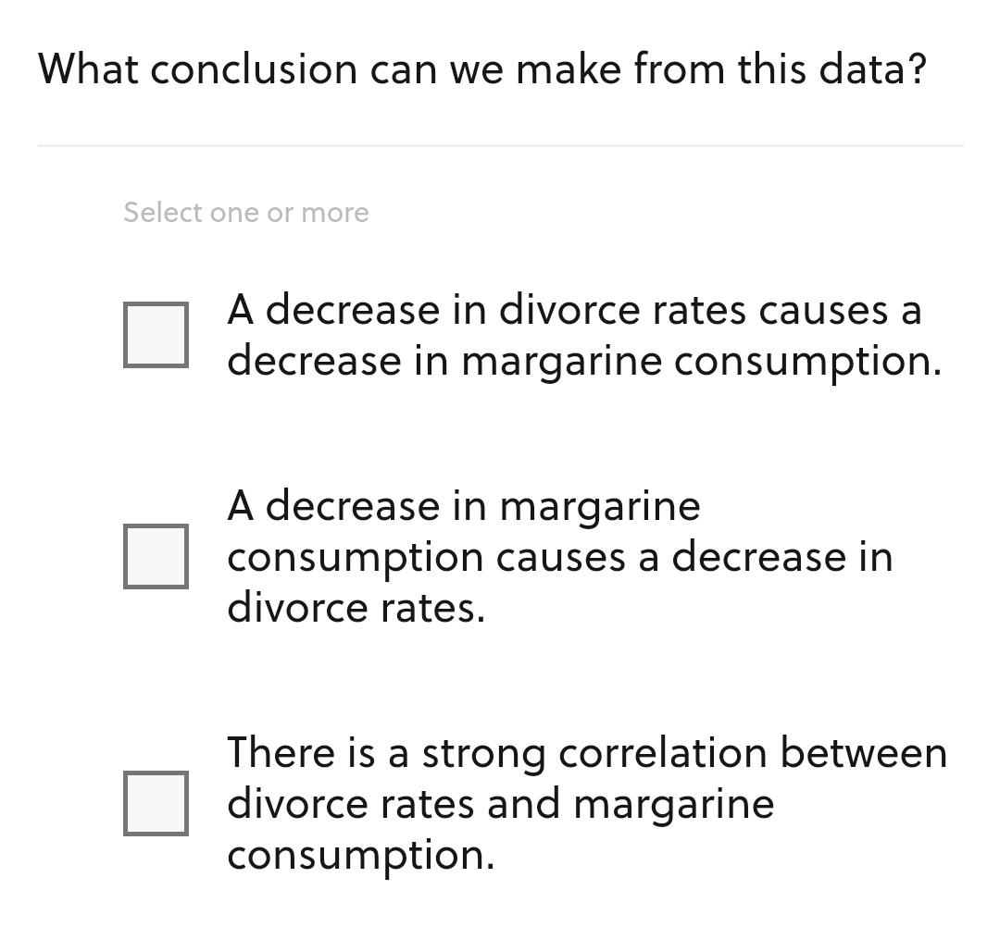 What conclusion can we make from this data?
Select one or more
A decrease in divorce rates causes a
decrease in margarine consumption.
A decrease in margarine
consumption causes a decrease in
divorce rates.
There is a strong correlation between
divorce rates and margarine
consumption.